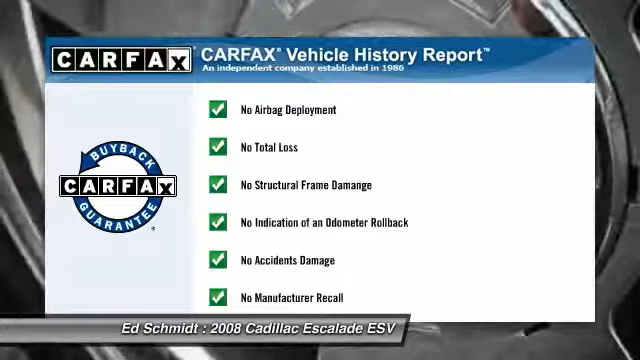 CARFAX CARFAX® Vehicle History Report™
An independent company established in 1986
No Airbag Deployment
No Total Loss
BUYBACK
CARFAX
GUARANTEE
®
No Structural Frame Damange
No Indication of an Odometer Rollback
No Accidents Damage
No Manufacturer Recall
Ed Schmidt : 2008 Cadillac Escalade ESV